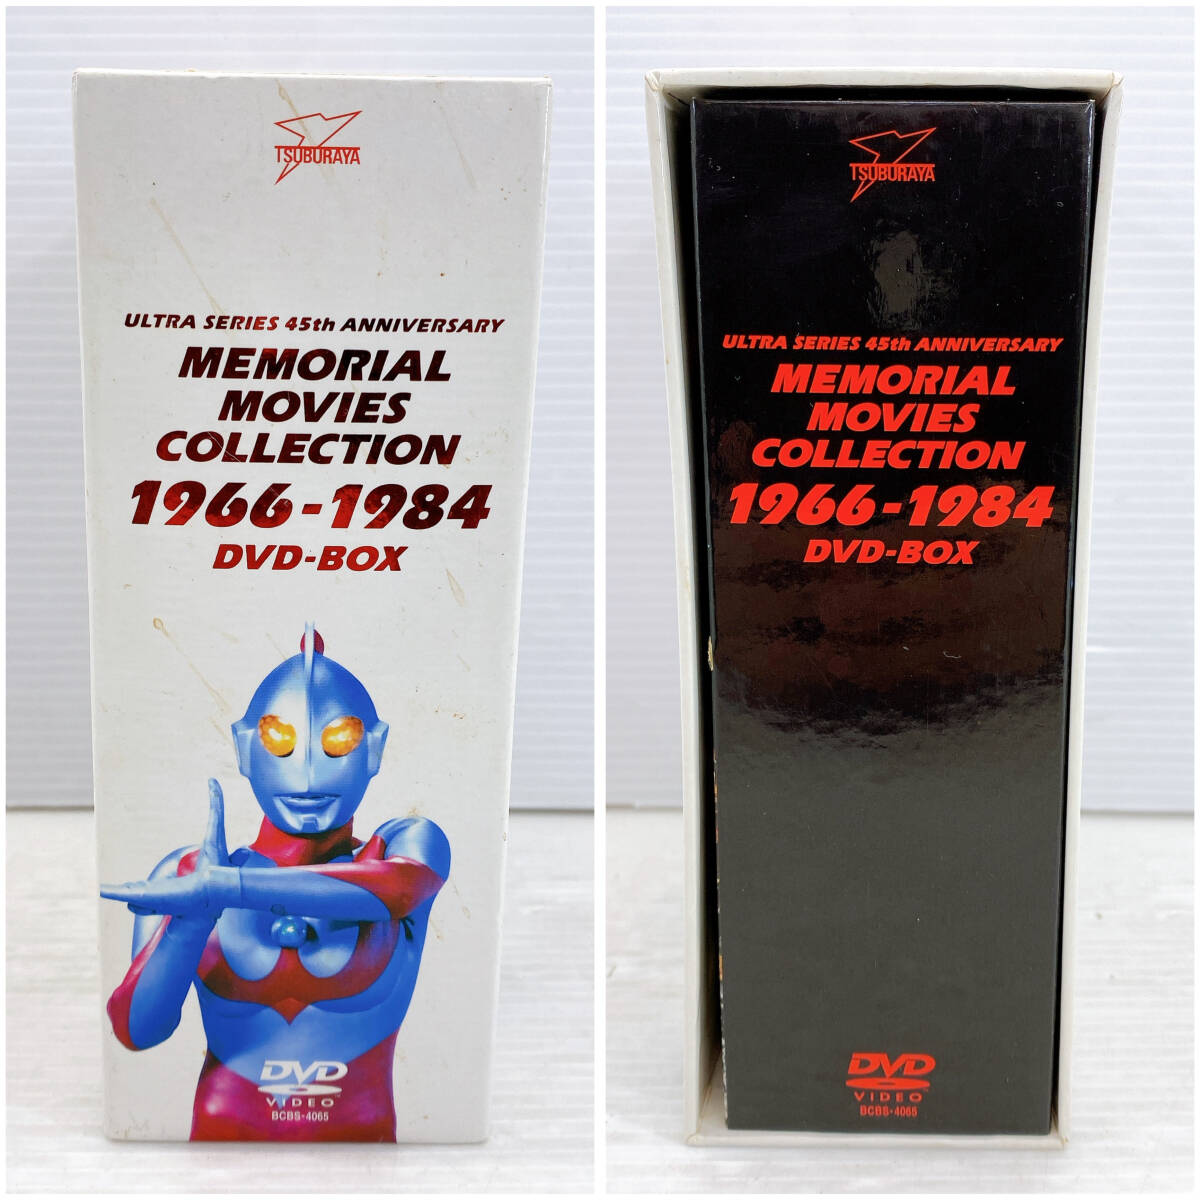 TSUBURAYA
ULTRA SERIES 45th ANNIVERSARY
MEMORIAL
MOVIES
COLLECTION
1966-1984
DVD-BOX
DVD
VIDEO
BCBS-4065
TSUBURAYA
ULTRA SERIES 45th ANNIVERSARY
MEMORIAL
MOVIES
COLLECTION
1966-1984
DVD-BOX
DVD
VIDEO
BCBS-4065